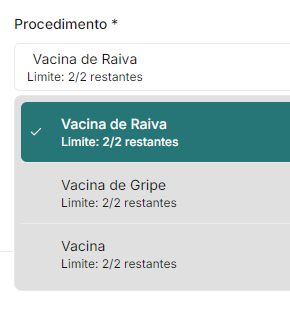 Procedimento *
Vacina de Raiva
Limite: 2/2 restantes
Vacina de Raiva
Limite: 2/2 restantes
Vacina de Gripe
Limite: 2/2 restantes
Vacina
Limite: 2/2 restantes